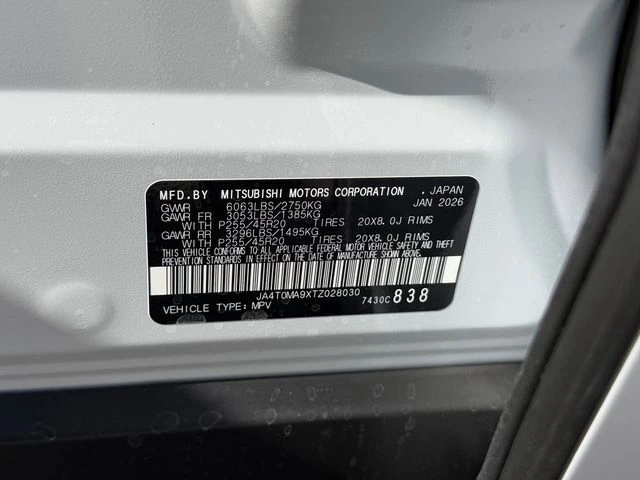 MFD.BY MITSUBISHI MOTORS CORPORATION . JAPAN
GVWR 6063LBS/2750KG JAN 2026
GAWR FR 3053LBS/1385KG
WITH P255/45R20 TIRES 20X8.0J RIMS
GAWR RR 3296LBS/1495KG
WITH P255/45R20 TIRES 20X8.0J RIMS
THIS VEHICLE CONFORMS TO ALL APPLICABLE FEDERAL MOTOR VEHICLE SAFETY AND THEFT
PREVENTION STANDARDS IN EFFECT ON THE DATE OF MANUFACTURE SHOWN ABOVE.
JA4T0MA9XTZ028030 7430C 838
VEHICLE TYPE: MPV